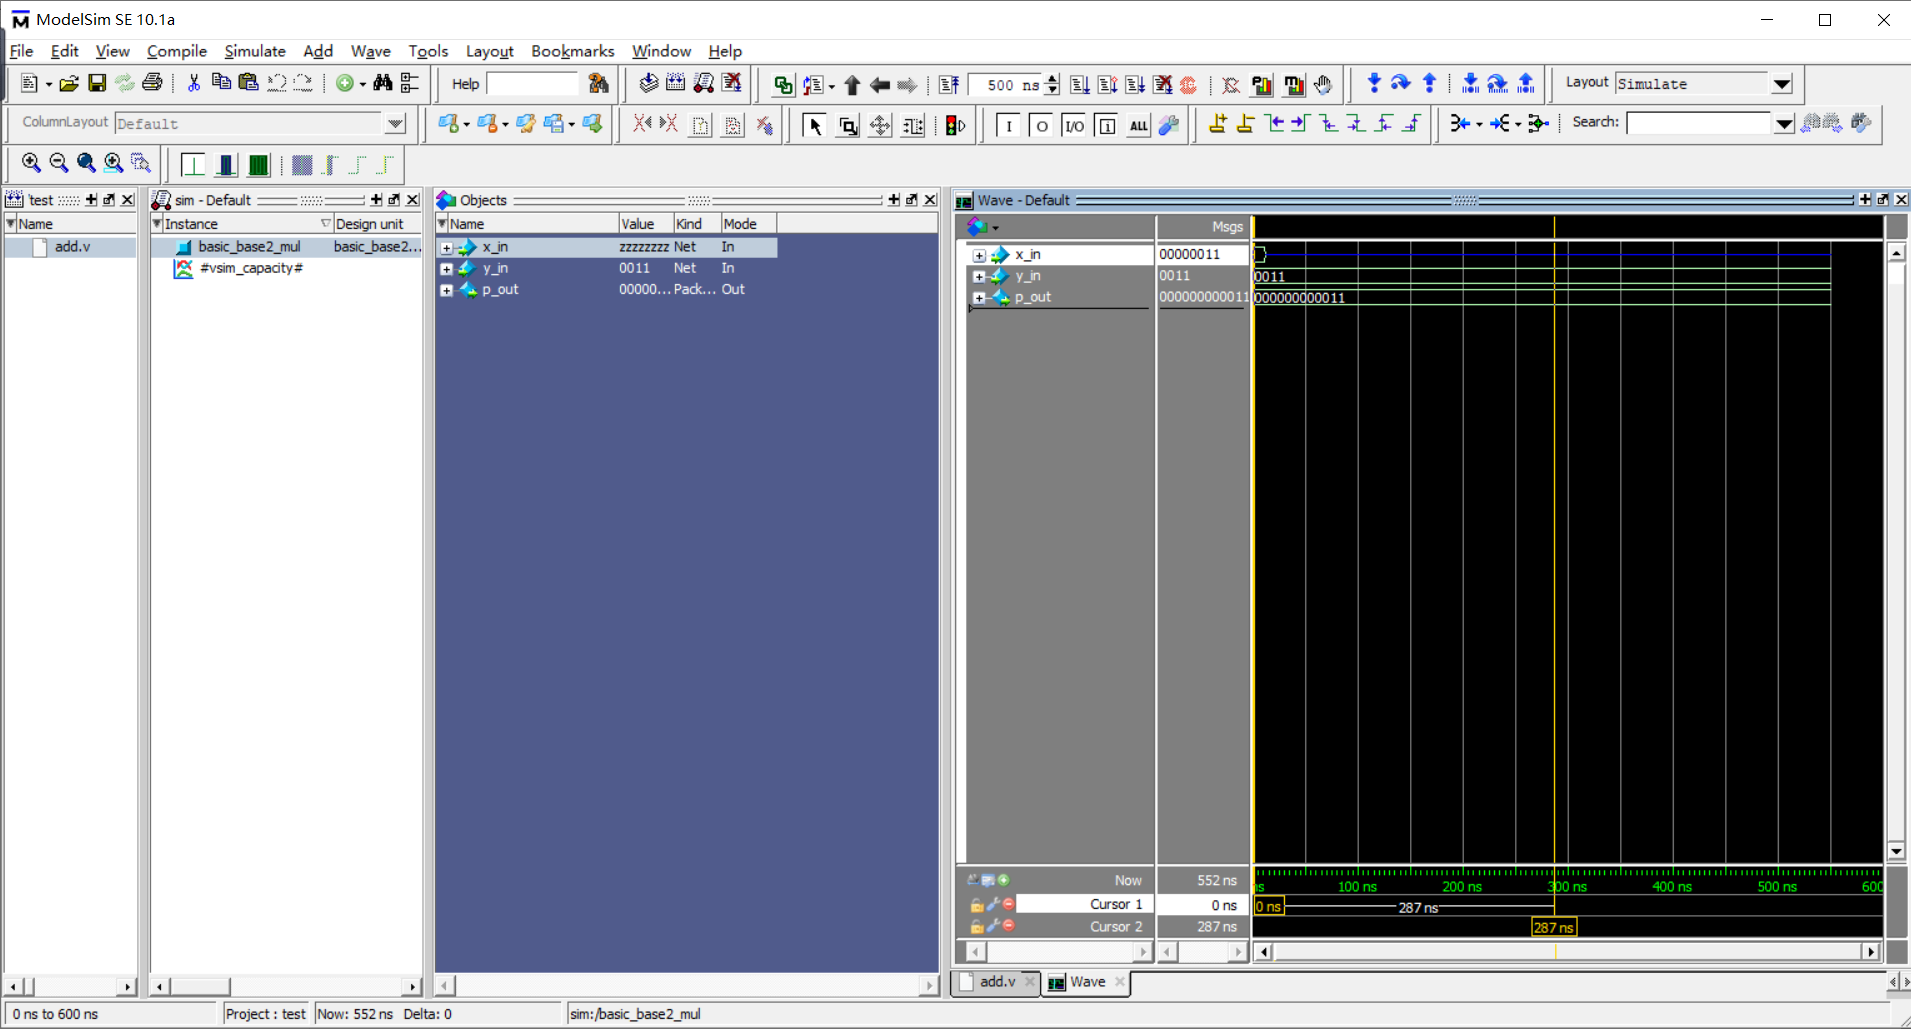 ModelSim SE 10.1a
File Edit View Compile Simulate Add Wave Tools Layout Bookmarks Window Help
Help 500 ns Layout Simulate
ColumnLayout Default I O I/O i ALL Search:
'test sim - Default Objects Wave - Default
Name Instance Design unit Name Value Kind Mode Msgs
add.v basic_base2_mul basic_base2... x_in zzzzzzzz Net In x_in 00000011
#vsim_capacity# y_in 0011 Net In y_in 0011 0011
p_out 00000... Pack... Out p_out 000000000011 000000000011
Now 552 ns ns 100 ns 200 ns 300 ns 400 ns 500 ns 600
Cursor 1 0 ns 0 ns 287 ns
Cursor 2 287 ns 287 ns
add.v Wave
0 ns to 600 ns Project : test Now: 552 ns Delta: 0 sim:/basic_base2_mul